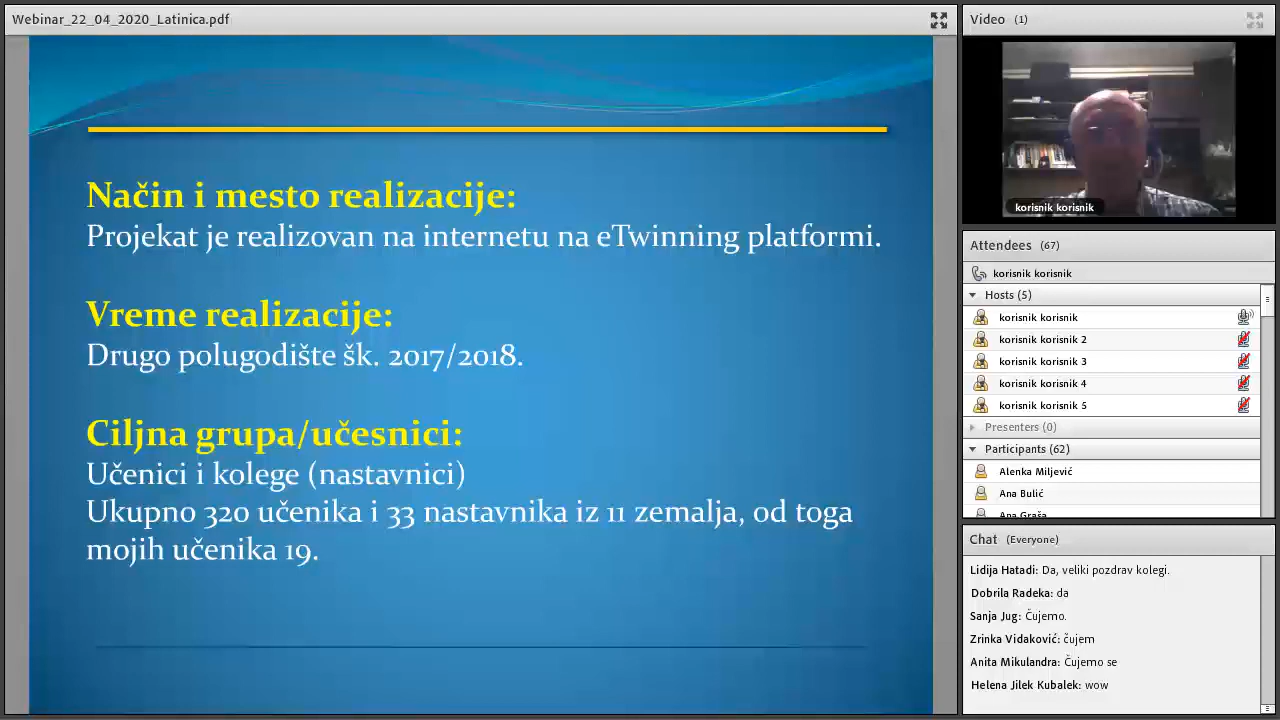 Webinar_22_04_2020_Latinica.pdf
Način i mesto realizacije:
Projekat je realizovan na internetu na eTwinning platformi.
Vreme realizacije:
Drugo polugodište šk. 2017/2018.
Ciljna grupa/učesnici:
Učenici i kolege (nastavnici)
Ukupno 320 učenika i 33 nastavnika iz 11 zemalja, od toga
mojih učenika 19.
Video (1)
korisnik korisnik
Attendees (67)
korisnik korisnik
Hosts (5)
korisnik korisnik
korisnik korisnik 2
korisnik korisnik 3
korisnik korisnik 4
korisnik korisnik 5
Presenters (0)
Participants (62)
Alenka Miljević
Ana Bulić
Ana Graša
Chat (Everyone)
Lidija Hatadi: Da, veliki pozdrav kolegi.
Dobrila Radeka: da
Sanja Jug: Čujemo.
Zrinka Vidaković: čujem
Anita Mikulandra: Čujemo se
Helena Jilek Kubalek: wow